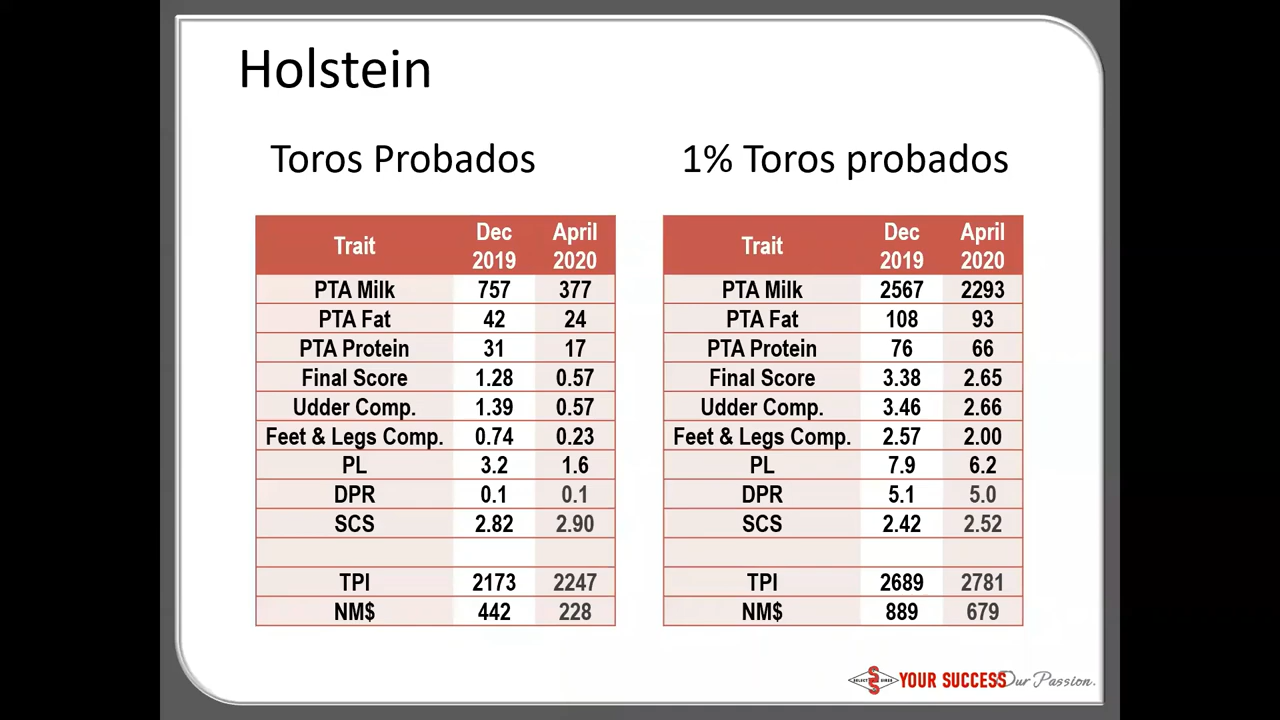 Holstein
Toros Probados
Trait Dec 2019 April 2020
PTA Milk 757 377
PTA Fat 42 24
PTA Protein 31 17
Final Score 1.28 0.57
Udder Comp. 1.39 0.57
Feet & Legs Comp. 0.74 0.23
PL 3.2 1.6
DPR 0.1 0.1
SCS 2.82 2.90
TPI 2173 2247
NM$ 442 228
1% Toros probados
Trait Dec 2019 April 2020
PTA Milk 2567 2293
PTA Fat 108 93
PTA Protein 76 66
Final Score 3.38 2.65
Udder Comp. 3.46 2.66
Feet & Legs Comp. 2.57 2.00
PL 7.9 6.2
DPR 5.1 5.0
SCS 2.42 2.52
TPI 2689 2781
NM$ 889 679
SELECT SIRES YOUR SUCCESS Our Passion.